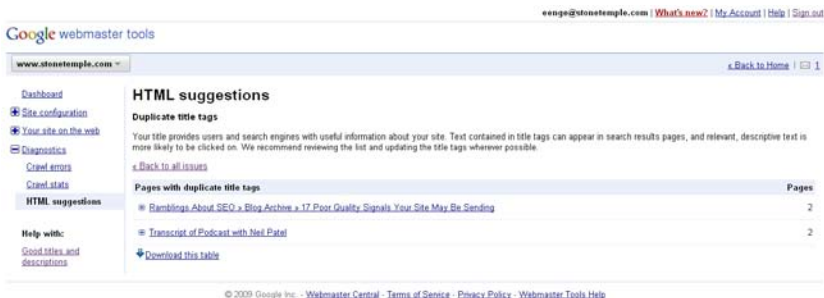 eenge@stonetemple.com | What's new? | My Account | Help | Sign out
Google webmaster tools
www.stonetemple.com
« Back to Home | 1
Dashboard
Site configuration
Your site on the web
Diagnostics
Crawl errors
Crawl stats
HTML suggestions
Help with:
Good titles and
descriptions
HTML suggestions
Duplicate title tags
Your title provides users and search engines with useful information about your site. Text contained in title tags can appear in search results pages, and relevant, descriptive text is
more likely to be clicked on. We recommend reviewing the list and updating the title tags wherever possible.
« Back to all issues
Pages with duplicate title tags Pages
Ramblings About SEO » Blog Archive » 17 Poor Quality Signals Your Site May Be Sending 2
Transcript of Podcast with Neil Patel 2
Download this table
© 2009 Google Inc. - Webmaster Central - Terms of Service - Privacy Policy - Webmaster Tools Help